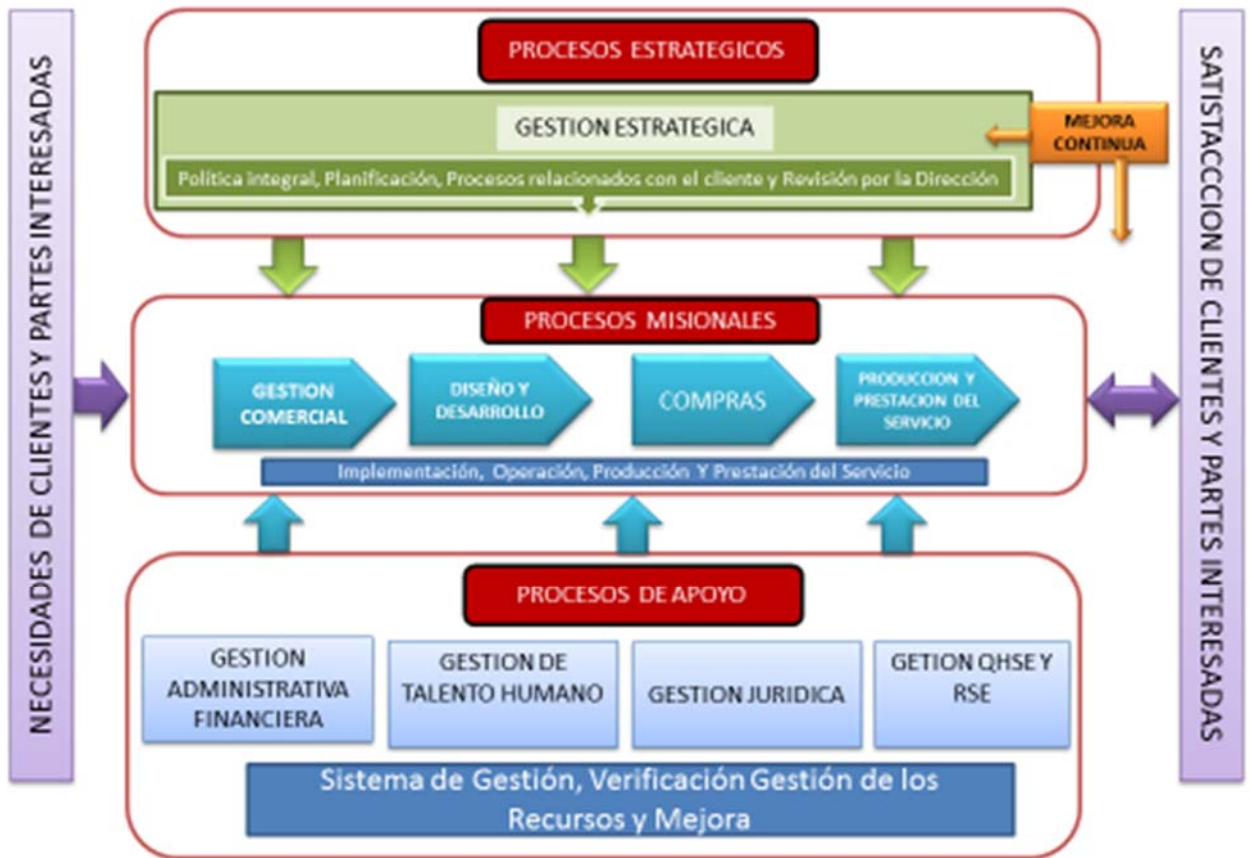 NECESIDADES DE CLIENTES Y PARTES INTERESADAS
PROCESOS ESTRATEGICOS
GESTION ESTRATEGICA
Política integral, Planificación, Procesos relacionados con el cliente y Revisión por la Dirección
MEJORA
CONTINUA
PROCESOS MISIONALES
GESTION
COMERCIAL
DISEÑO Y
DESARROLLO
COMPRAS
PRODUCCION Y
PRESTACION DEL
SERVICIO
Implementación, Operación, Producción Y Prestación del Servicio
PROCESOS DE APOYO
GESTION
ADMINISTRATIVA
FINANCIERA
GESTION DE
TALENTO HUMANO
GESTION JURIDICA
GETION QHSE Y
RSE
Sistema de Gestión, Verificación Gestión de los
Recursos y Mejora
SATISTACCCION DE CLIENTES Y PARTES INTERESADAS